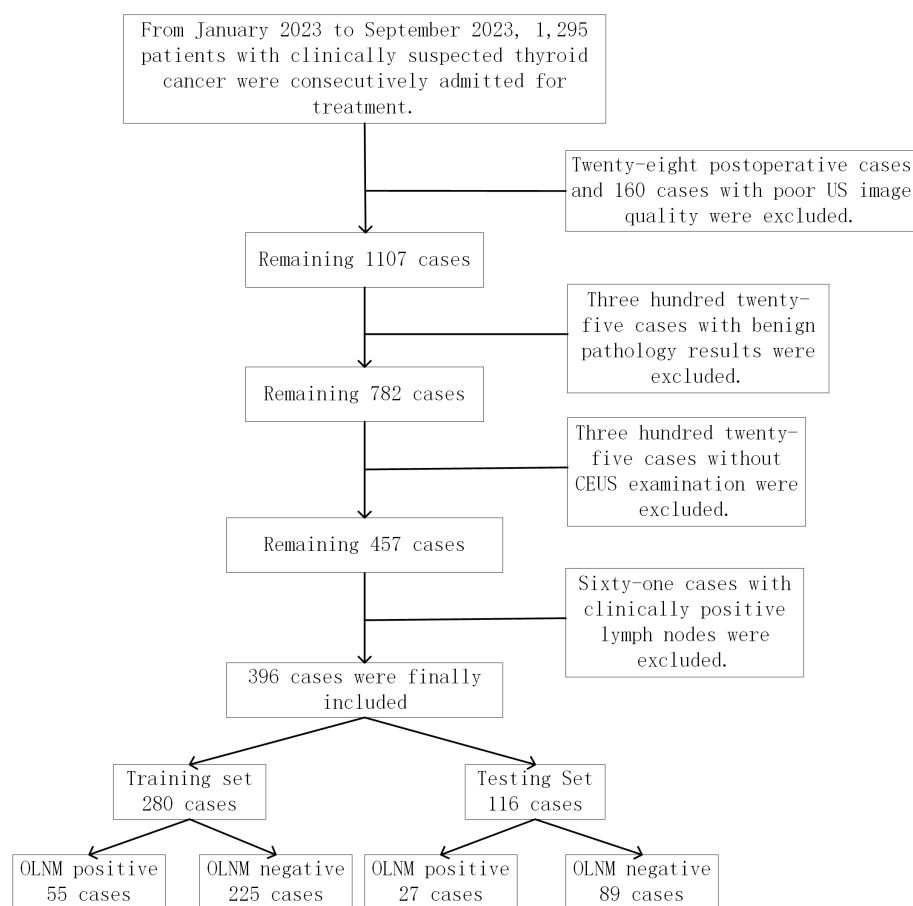 From January 2023 to September 2023, 1,295
patients with clinically suspected thyroid
cancer were consecutively admitted for
treatment.
Twenty-eight postoperative cases
and 160 cases with poor US image
quality were excluded.
Remaining 1107 cases
Three hundred twenty-
five cases with benign
pathology results were
excluded.
Remaining 782 cases
Three hundred twenty-
five cases without
CEUS examination were
excluded.
Remaining 457 cases
Sixty-one cases with
clinically positive
lymph nodes were
excluded.
396 cases were finally
included
Training set
280 cases
Testing Set
116 cases
OLNM positive
55 cases
OLNM negative
225 cases
OLNM positive
27 cases
OLNM negative
89 cases